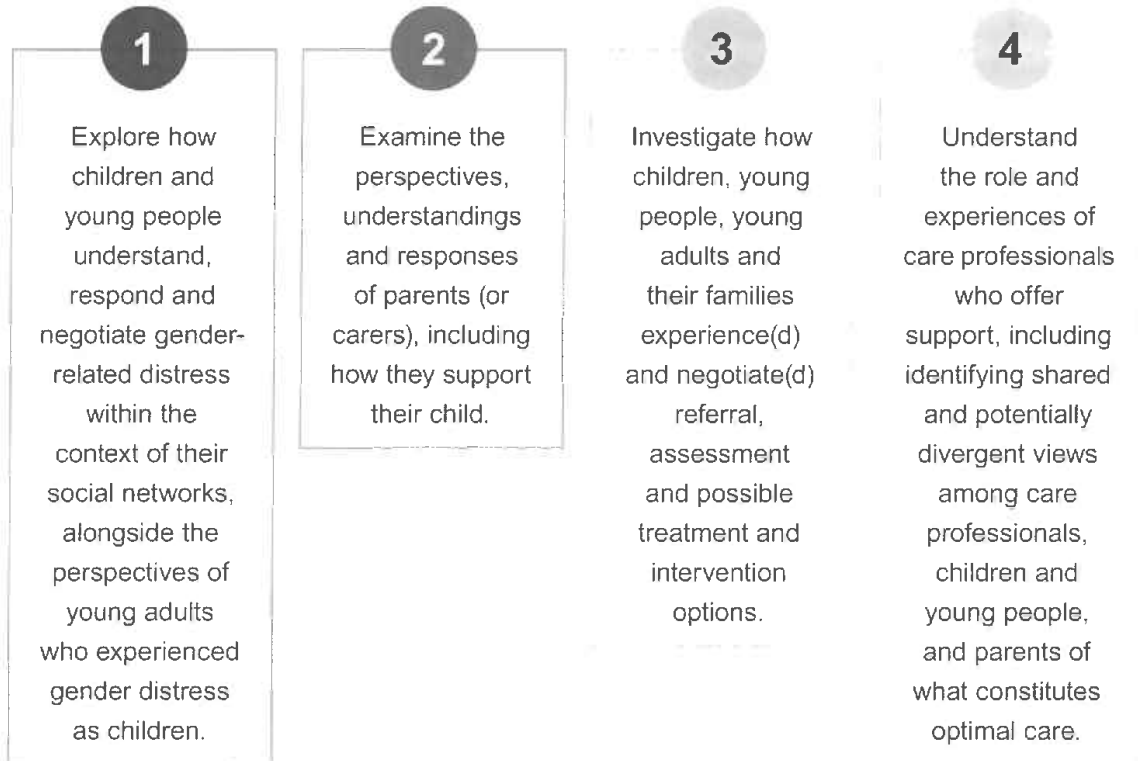 1
Explore how
children and
young people
understand,
respond and
negotiate gender-
related distress
within the
context of their
social networks,
alongside the
perspectives of
young adults
who experienced
gender distress
as children.
2
Examine the
perspectives,
understandings
and responses
of parents (or
carers), including
how they support
their child.
3
Investigate how
children, young
people, young
adults and
their families
experience(d)
and negotiate(d)
referral,
assessment
and possible
treatment and
intervention
options.
4
Understand
the role and
experiences of
care professionals
who offer
support, including
identifying shared
and potentially
divergent views
among care
professionals,
children and
young people,
and parents of
what constitutes
optimal care.